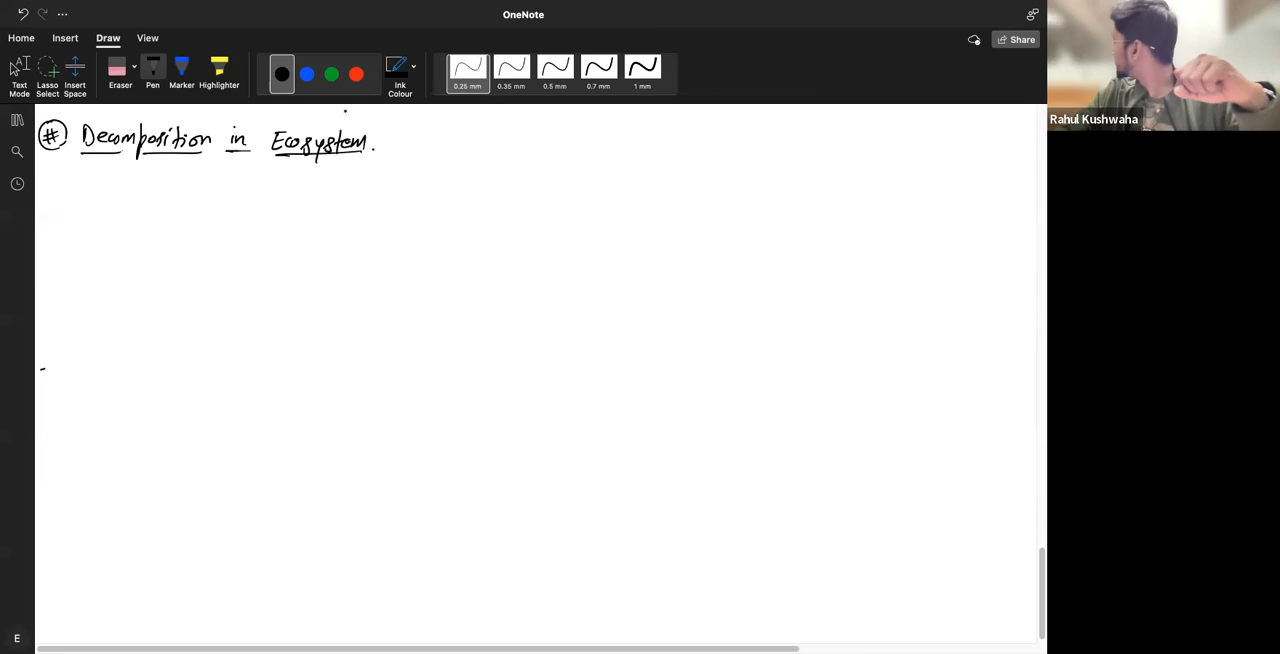 OneNote
Home Insert Draw View
Share
Text Mode
Lasso Select
Insert Space
Eraser
Pen
Marker
Highlighter
Ink Colour
0.25 mm
0.35 mm
0.5 mm
0.7 mm
1 mm
Rahul Kushwaha
# Decomposition in Ecosystem.
E